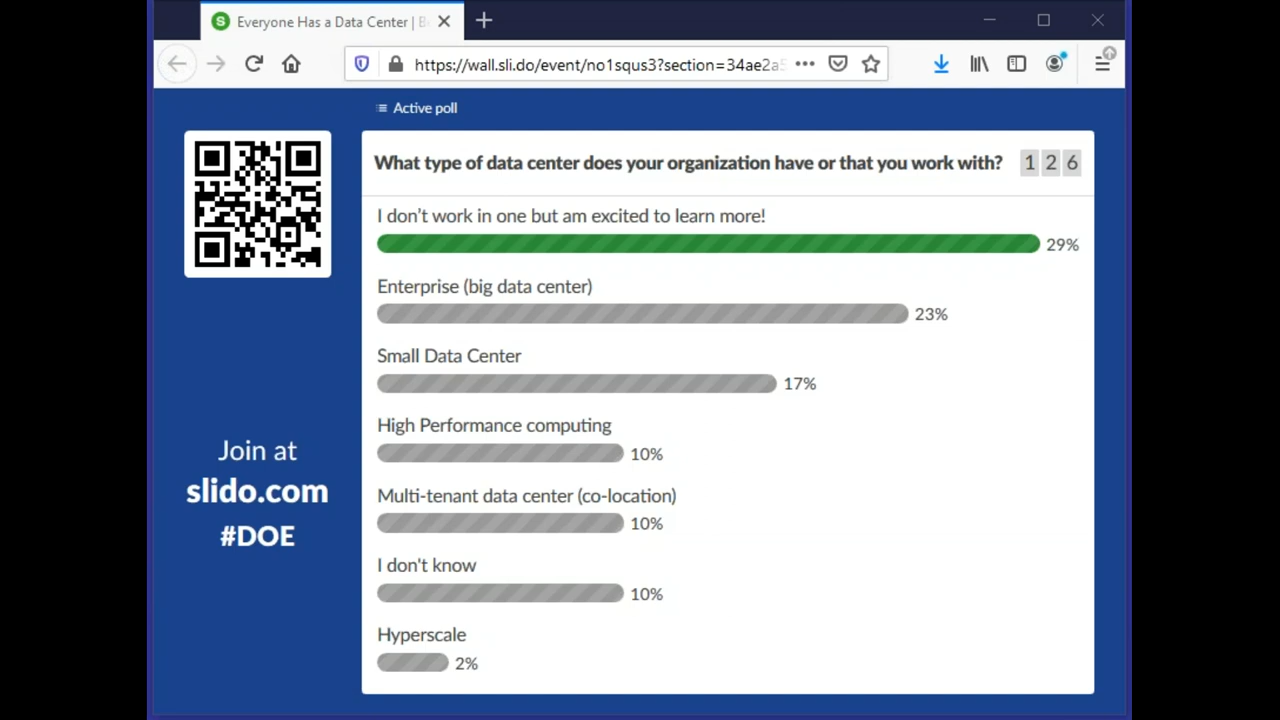 Everyone Has a Data Center |
https://wall.sli.do/event/no1squs3?section=34ae2a5
Active poll
What type of data center does your organization have or that you work with? 1 2 6
I don’t work in one but am excited to learn more!
29%
Enterprise (big data center)
23%
Small Data Center
17%
High Performance computing
10%
Multi-tenant data center (co-location)
10%
I don't know
10%
Hyperscale
2%
Join at
slido.com
#DOE